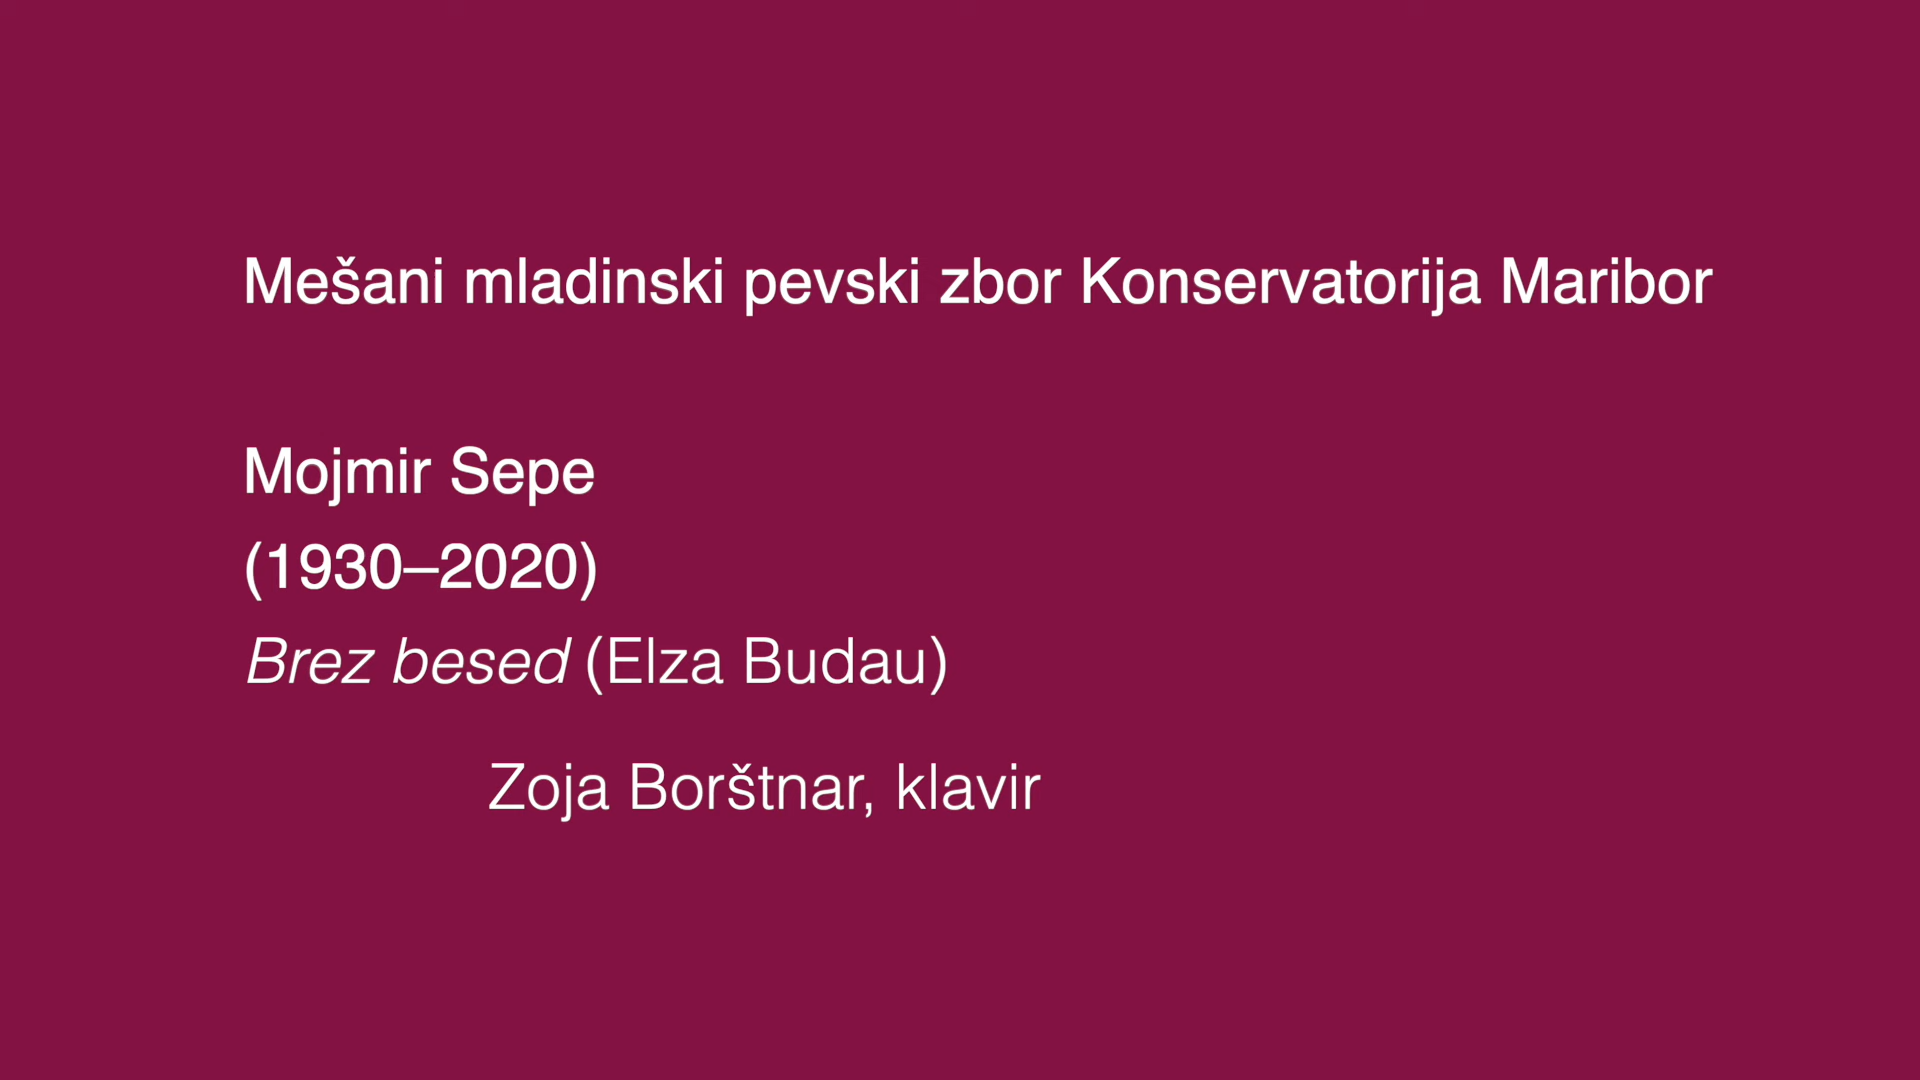 Mešani mladinski pevski zbor Konservatorija Maribor
Mojmir Sepe
(1930–2020)
Brez besed (Elza Budau)
Zoja Borštnar, klavir